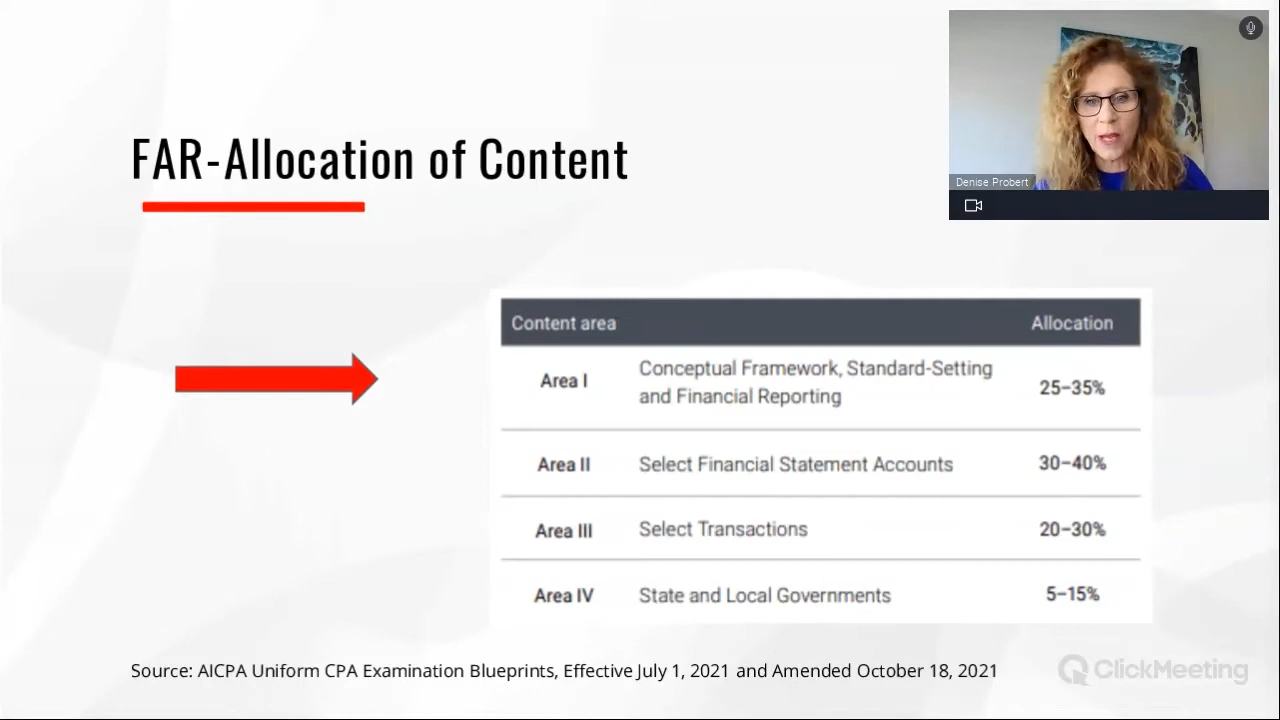 Denise Probert
FAR-Allocation of Content
Content area Allocation
Area I Conceptual Framework, Standard-Setting
and Financial Reporting 25–35%
Area II Select Financial Statement Accounts 30–40%
Area III Select Transactions 20–30%
Area IV State and Local Governments 5–15%
Source: AICPA Uniform CPA Examination Blueprints, Effective July 1, 2021 and Amended October 18, 2021
ClickMeeting